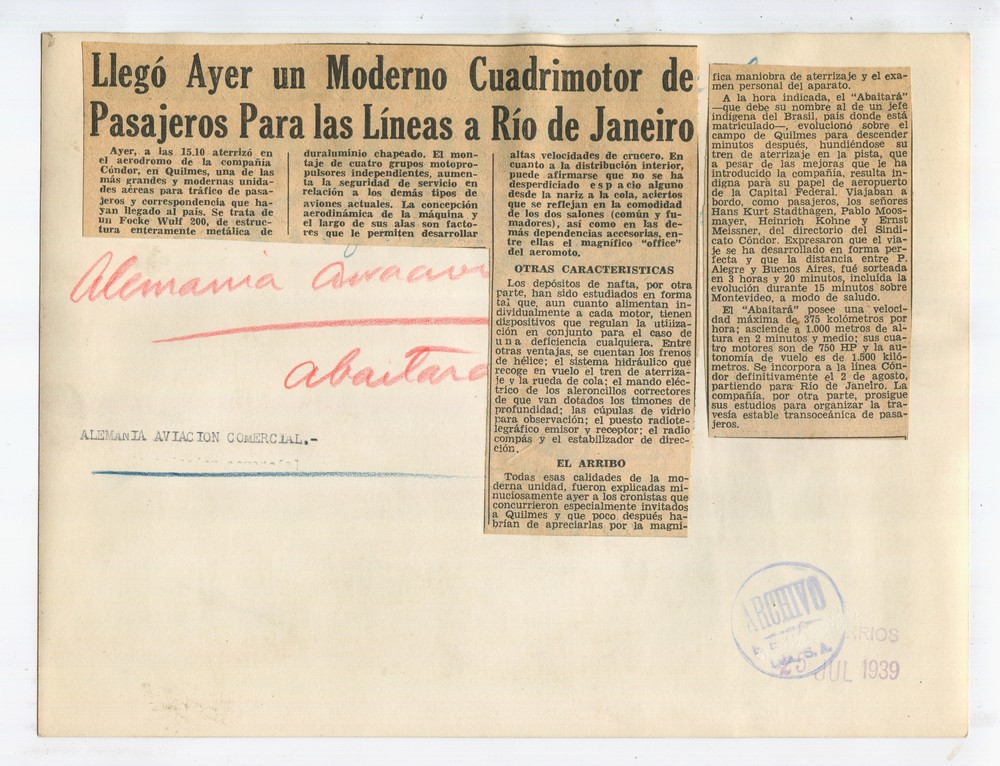 Llegó Ayer un Moderno Cuadrimotor de
Pasajeros Para las Líneas a Río de Janeiro
Ayer, a las 15.10 aterrizó en
el aerodromo de la compañía
Cóndor, en Quilmes, una de las
más grandes y modernas unida-
des aéreas para tráfico de pasa-
jeros y correspondencia que ha-
yan llegado al país. Se trata de
un Focke Wulf 200, de estruc-
tura enteramente metálica de
duraluminio chapeado. El mon-
taje de cuatro grupos motopro-
pulsores independientes, aumen-
ta la seguridad de servicio en
relación a los demás tipos de
aviones actuales. La concepción
aerodinámica de la máquina y
el largo de sus alas son facto-
res que le permiten desarrollar
altas velocidades de crucero. En
cuanto a la distribución interior,
puede afirmarse que no se ha
desperdiciado espacio alguno
desde la nariz a la cola, aciertos
que se reflejan en la comodidad
de los dos salones (común y fu-
madores), así como en las de-
más dependencias accesorias, en-
tre ellas el magnífico "office"
del aeromoto.
OTRAS CARACTERISTICAS
Los depósitos de nafta, por otra
parte, han sido estudiados en forma
tal que, aun cuanto alimentan in-
dividualmente a cada motor, tienen
dispositivos que regulan la utiliza-
ción en conjunto para el caso de
una deficiencia cualquiera. Entre
otras ventajas, se cuentan los frenos
de hélice; el sistema hidráulico que
recoge en vuelo el tren de aterriza-
je y la rueda de cola; el mando eléc-
trico de los aleroncillos correctores
de que van dotados los timones de
profundidad; las cúpulas de vidrio
para observación; el puesto radiote-
legráfico emisor y receptor; el radio
compás y el estabilizador de direc-
ción.
EL ARRIBO
Todas esas calidades de la mo-
derna unidad, fueron explicadas mi-
nuciosamente ayer a los cronistas que
concurrieron especialmente invitados
a Quilmes y que poco después ha-
brían de apreciarlas por la magní-
fica maniobra de aterrizaje y el exa-
men personal del aparato.
A la hora indicada, el "Abaitará"
—que debe su nombre al de un jefe
indígena del Brasil, país donde está
matriculado—, evolucionó sobre el
campo de Quilmes para descender
minutos después, hundiéndose su
tren de aterrizaje en la pista, que
a pesar de las mejoras que le ha
introducido la compañía, resulta in-
digna para su papel de aeropuerto
de la Capital Federal. Viajaban a
bordo, como pasajeros, los señores
Hans Kurt Stadthagen, Pablo Moos-
mayer, Heinrich Kohne y Ernst
Meissner, del directorio del Sindi-
cato Cóndor. Expresaron que el via-
je se ha desarrollado en forma per-
fecta y que la distancia entre P.
Alegre y Buenos Aires, fué sorteada
en 3 horas y 20 minutos, incluída la
evolución durante 15 minutos sobre
Montevideo, a modo de saludo.
El "Abaitará" posee una veloci-
dad máxima de 375 kolómetros por
hora; asciende a 1.000 metros de al-
tura en 2 minutos y medio; sus cua-
tro motores son de 750 HP y la au-
tonomía de vuelo es de 1.500 kiló-
metros. Se incorpora a la línea Cón-
dor definitivamente el 2 de agosto,
partiendo para Río de Janeiro. La
compañía, por otra parte, prosigue
sus estudios para organizar la tra-
vesía estable transoceánica de pasa-
jeros.
Alemania
abaitara
ALEMANIA AVIACION COMERCIAL.-
ARCHIVO
S. A.
25 JUL 1939